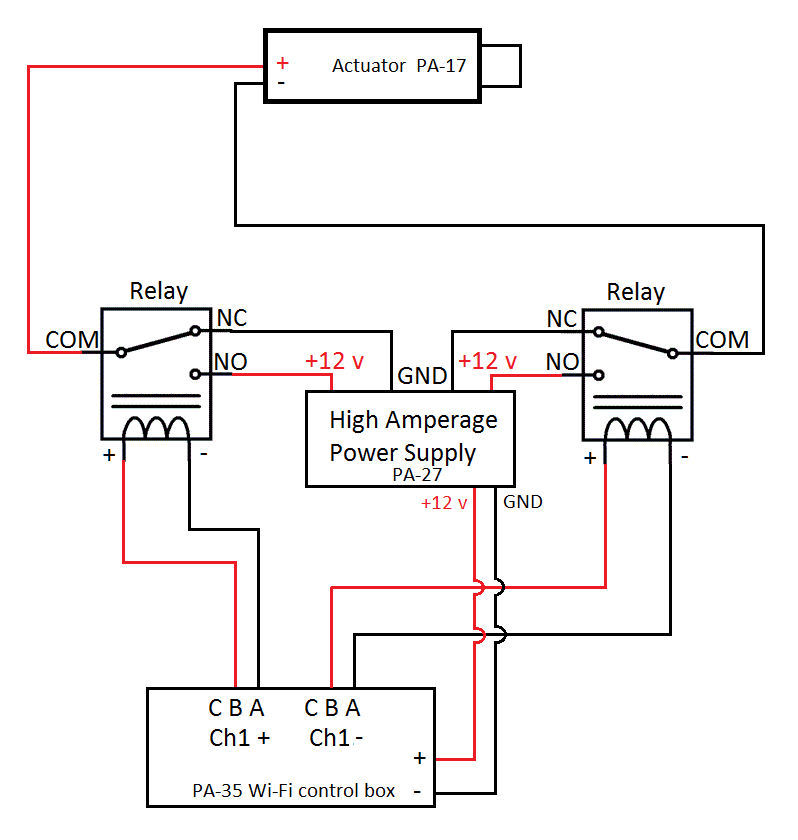 +
-
Actuator PA-17
Relay
Relay
NC
NC
COM
COM
NO
+12 v
GND
+12 v
NO
High Amperage
Power Supply
PA-27
+ -
+ -
+12 v
GND
C B A
C B A
Ch1 +
Ch1 -
+
PA-35 Wi-Fi control box -